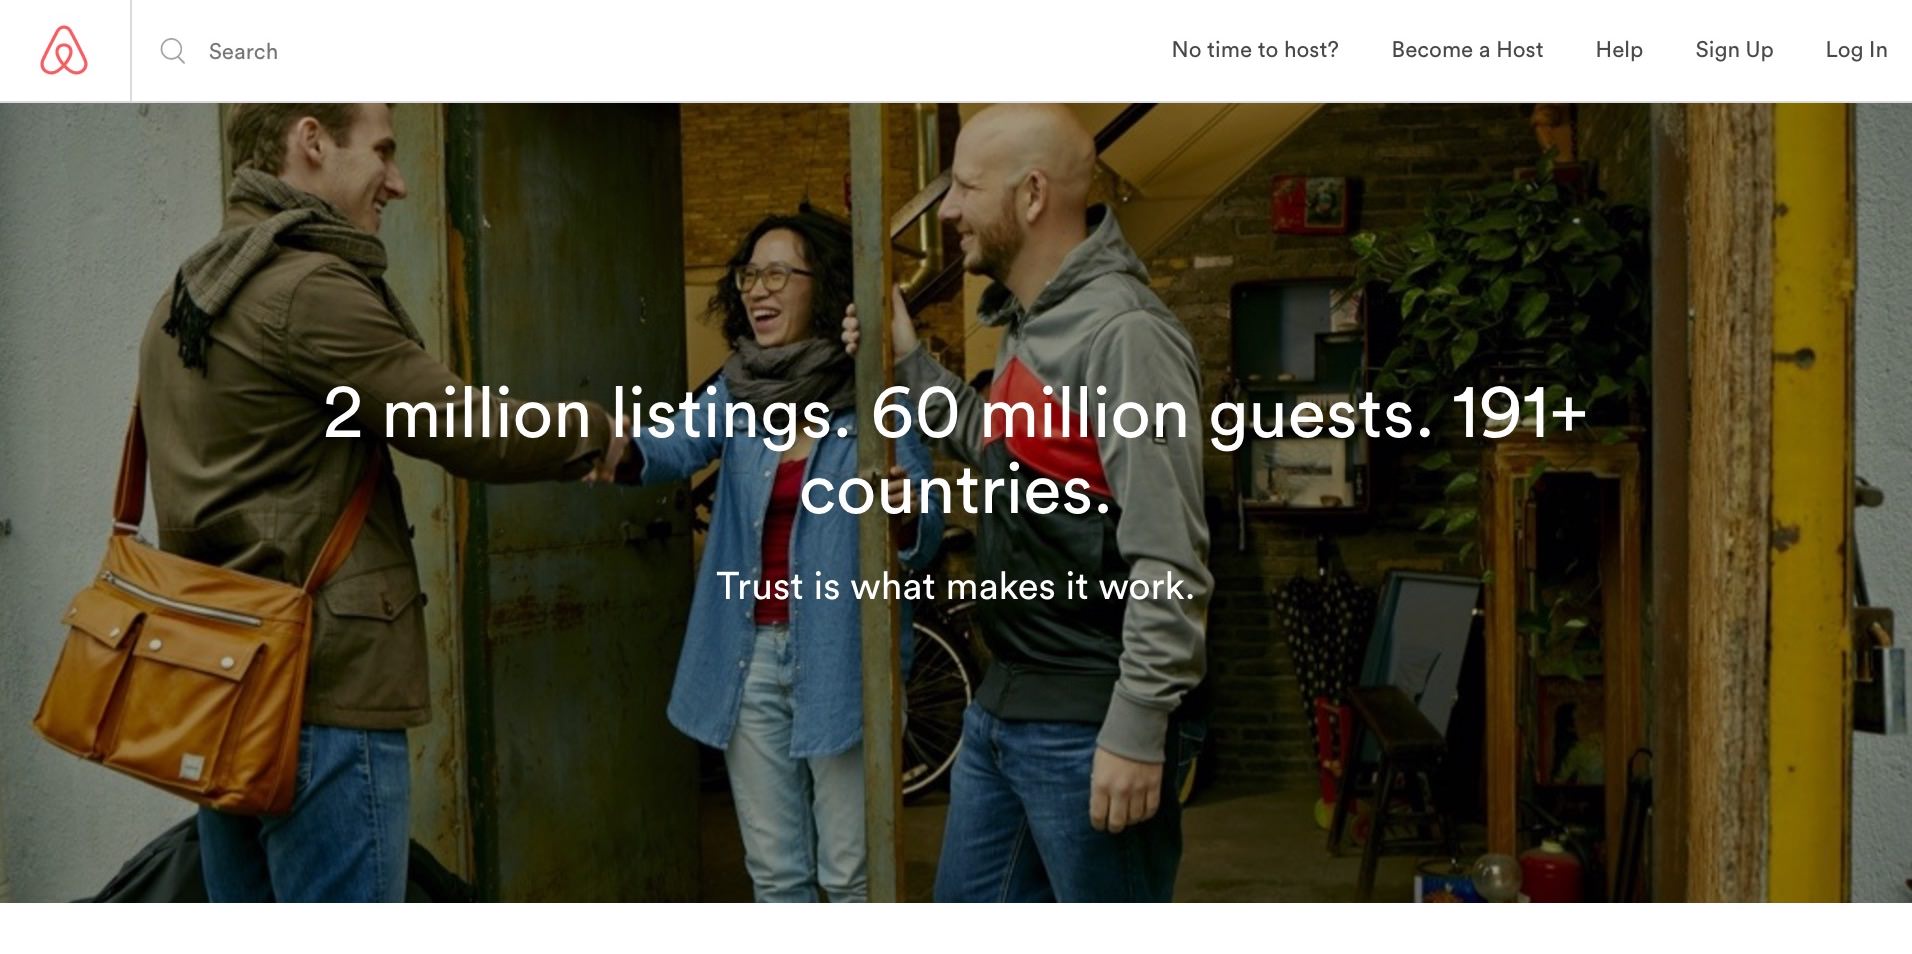 Search
No time to host?
Become a Host
Help
Sign Up
Log In
2 million listings. 60 million guests. 191+
countries.
Trust is what makes it work.